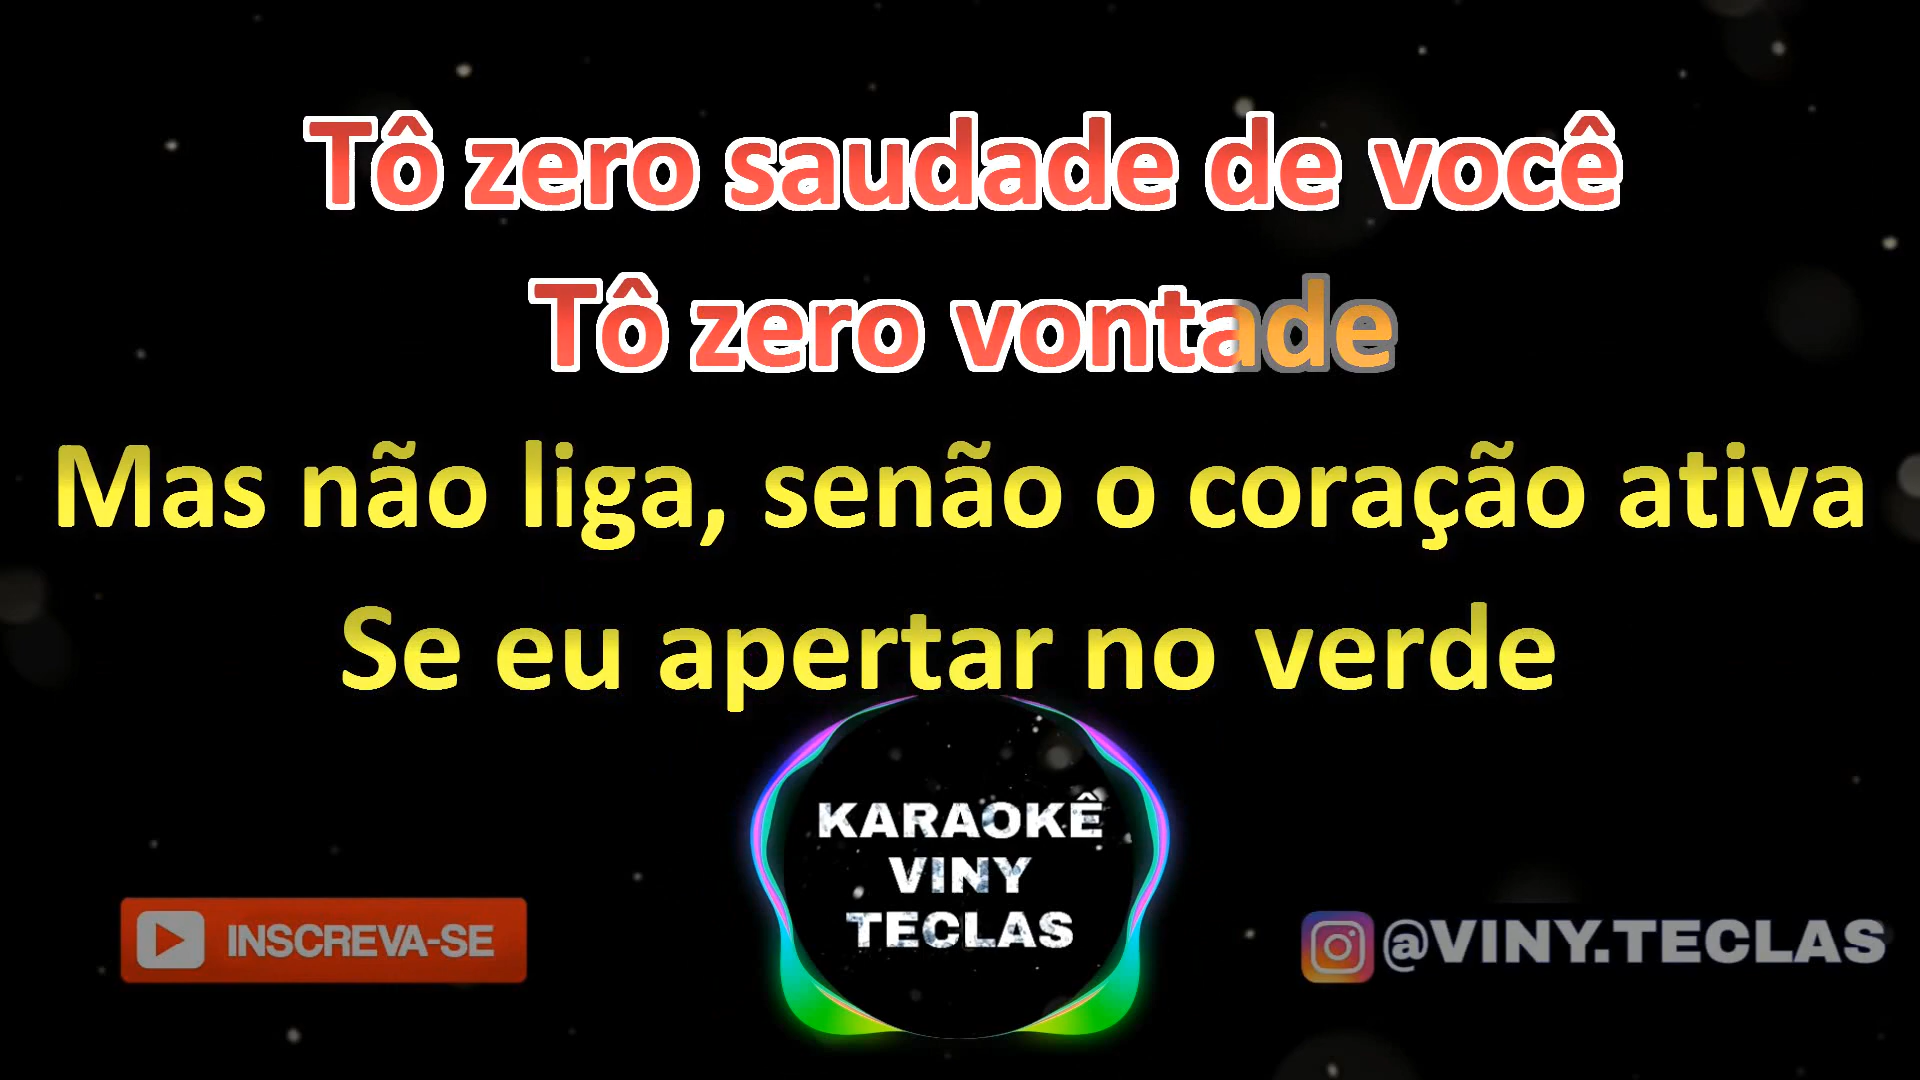 Tô zero saudade de você
Tô zero vontade
Mas não liga, senão o coração ativa
Se eu apertar no verde
KARAOKÊ
VINY
TECLAS
INSCREVA-SE
@VINY.TECLAS